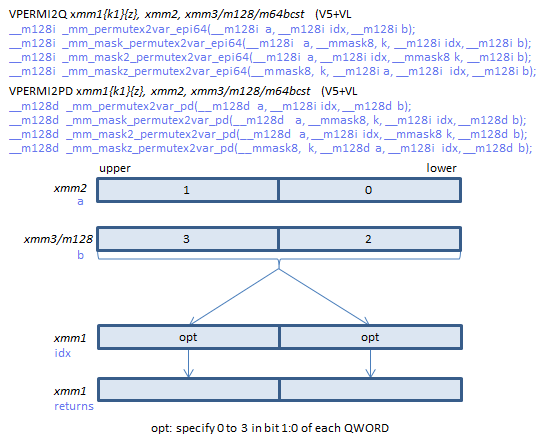 VPERMI2Q xmm1{k1}{z}, xmm2, xmm3/m128/m64bcst (V5+VL
__m128i _mm_permutex2var_epi64(__m128i a, __m128i idx, __m128i b);
__m128i _mm_mask_permutex2var_epi64(__m128i a, __mmask8, k, __m128i idx, __m128i b);
__m128i _mm_mask2_permutex2var_epi64(__m128i a, __m128i idx, __mmask8 k, __m128i b);
__m128i _mm_maskz_permutex2var_epi64(__mmask8, k, __m128i a, __m128i idx, __m128i b);
VPERMI2PD xmm1{k1}{z}, xmm2, xmm3/m128/m64bcst (V5+VL
__m128d _mm_permutex2var_pd(__m128d a, __m128i idx, __m128d b);
__m128d _mm_mask_permutex2var_pd(__m128d a, __mmask8, k, __m128i idx, __m128d b);
__m128d _mm_mask2_permutex2var_pd(__m128d a, __m128i idx, __mmask8 k, __m128d b);
__m128d _mm_maskz_permutex2var_pd(__mmask8, k, __m128d a, __m128i idx, __m128d b);
upper lower
xmm2 1 0
a
xmm3/m128 3 2
b
xmm1 opt opt
idx
xmm1
returns
opt: specify 0 to 3 in bit 1:0 of each QWORD